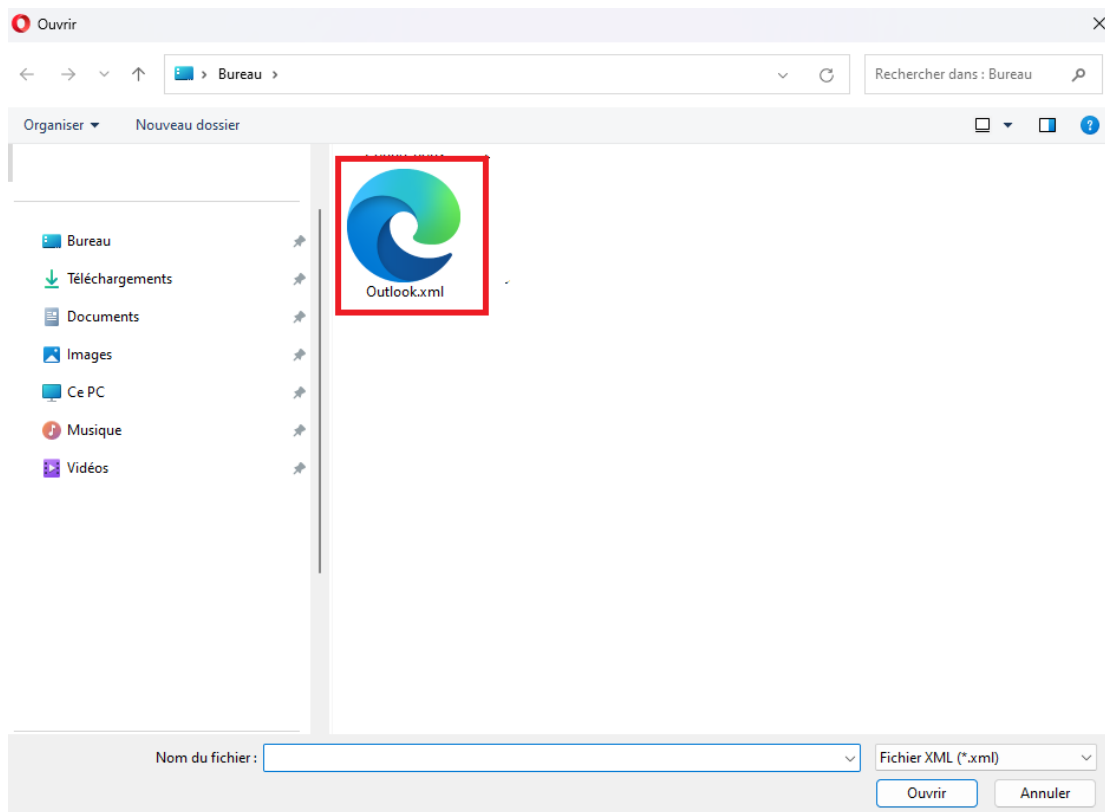 Ouvrir
Bureau
Rechercher dans : Bureau
Organiser
Nouveau dossier
Outlook.xml
Bureau
Téléchargements
Documents
Images
Ce PC
Musique
Vidéos
Nom du fichier :
Fichier XML (*.xml)
Ouvrir
Annuler